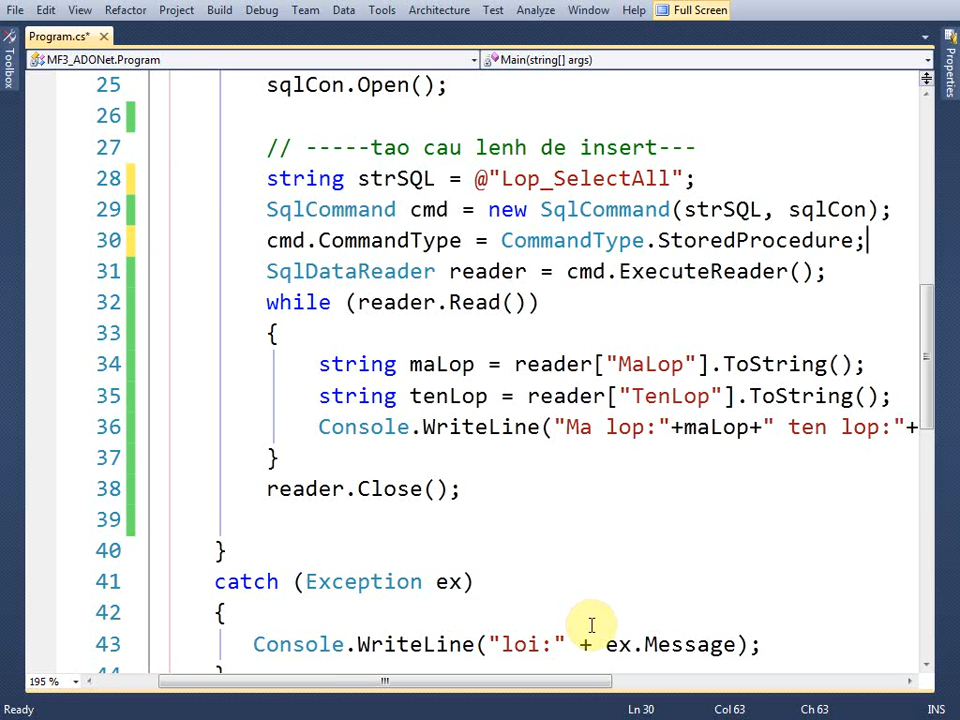 File Edit View Refactor Project Build Debug Team Data Tools Architecture Test Analyze Window Help Full Screen
Program.cs*
Toolbox
Properties
MF3_ADONet.Program
Main(string[] args)
25 sqlCon.Open();
26
27 // -----tao cau lenh de insert---
28 string strSQL = @"Lop_SelectAll";
29 SqlCommand cmd = new SqlCommand(strSQL, sqlCon);
30 cmd.CommandType = CommandType.StoredProcedure;
31 SqlDataReader reader = cmd.ExecuteReader();
32 while (reader.Read())
33 {
34 string maLop = reader["MaLop"].ToString();
35 string tenLop = reader["TenLop"].ToString();
36 Console.WriteLine("Ma lop:"+maLop+" ten lop:"+
37 }
38 reader.Close();
39
40 }
41 catch (Exception ex)
42 {
43 Console.WriteLine("loi:" + ex.Message);
195 %
Ready Ln 30 Col 63 Ch 63 INS